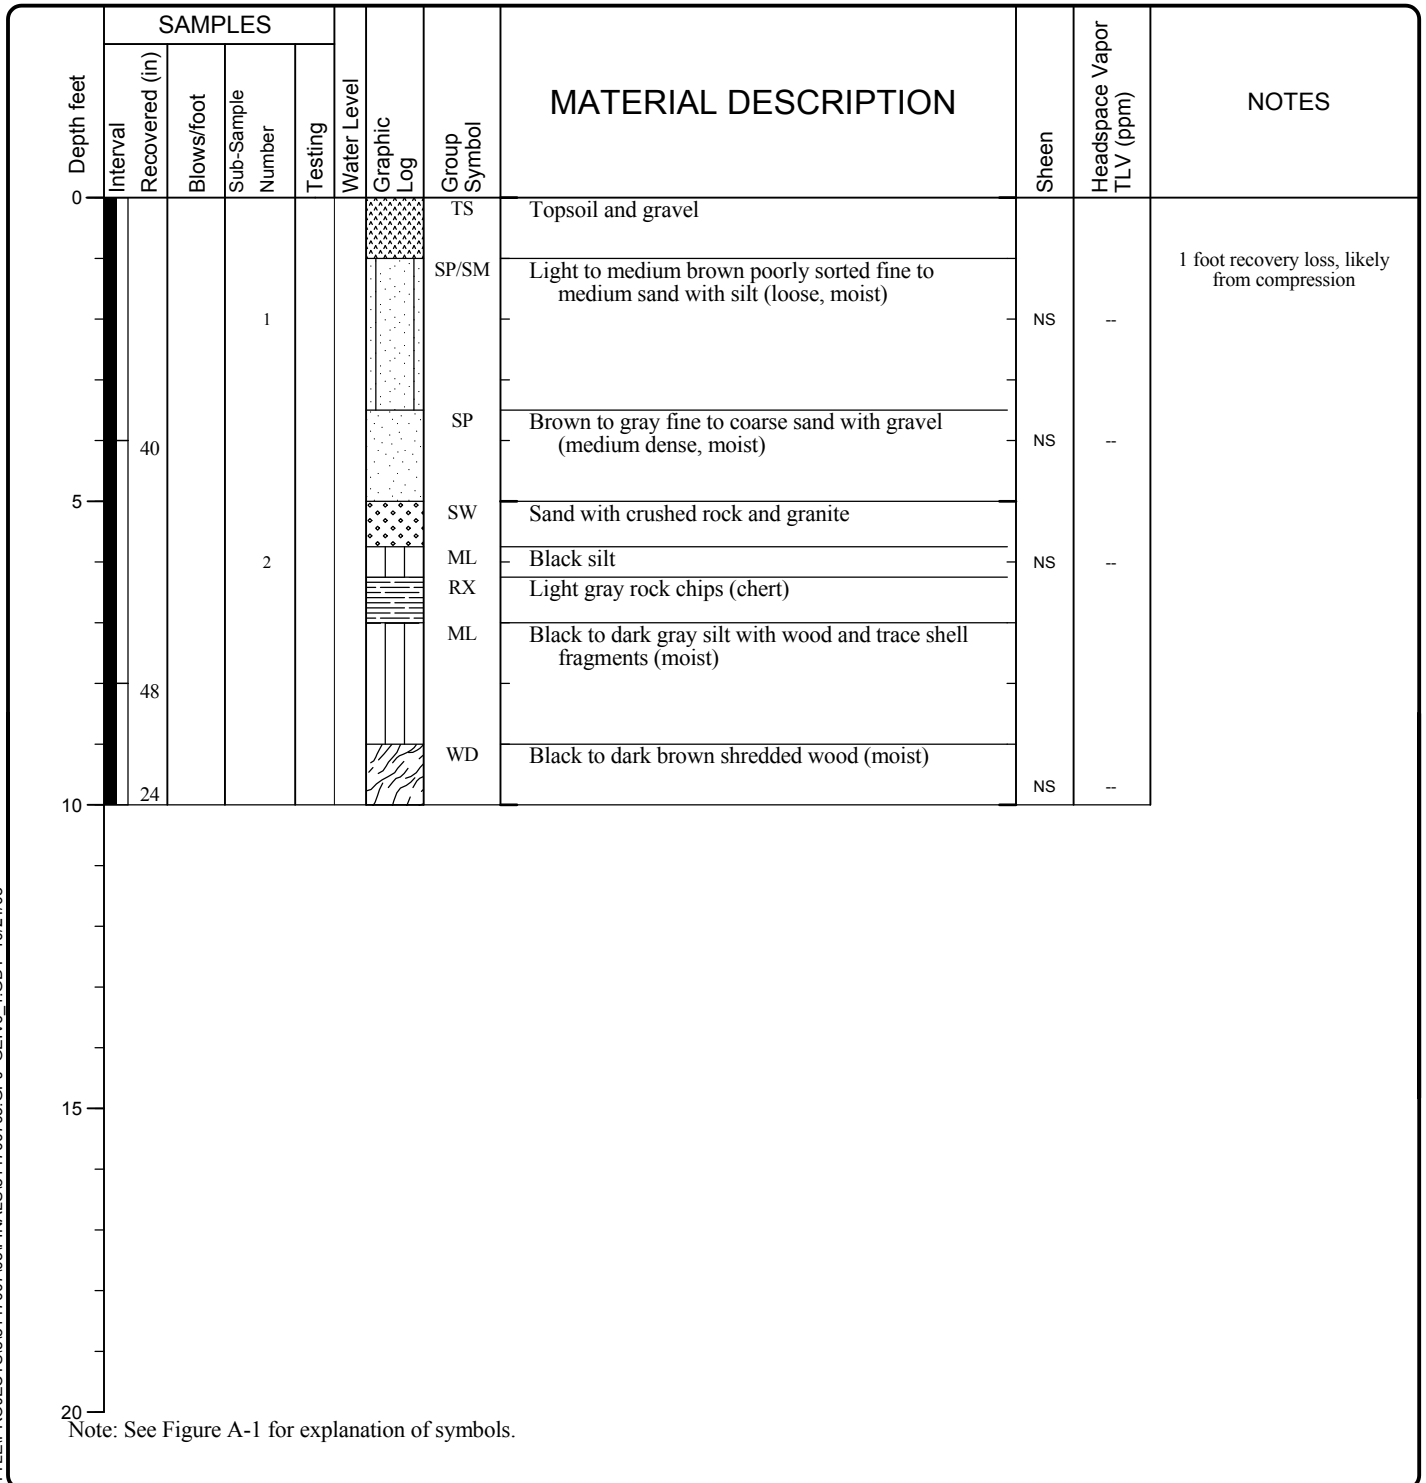 SAMPLES
Depth feet
Interval
Recovered (in)
Blows/foot
Sub-Sample
Number
Testing
Water Level
Graphic
Log
Group
Symbol
MATERIAL DESCRIPTION
Sheen
Headspace Vapor
TLV (ppm)
NOTES
0
TS Topsoil and gravel
SP/SM Light to medium brown poorly sorted fine to
medium sand with silt (loose, moist)
1 foot recovery loss, likely
from compression
1 NS --
SP Brown to gray fine to coarse sand with gravel
(medium dense, moist)
40 NS --
5
SW Sand with crushed rock and granite
2 ML Black silt NS --
RX Light gray rock chips (chert)
ML Black to dark gray silt with wood and trace shell
fragments (moist)
48
WD Black to dark brown shredded wood (moist)
24 NS --
10
15
20
Note: See Figure A-1 for explanation of symbols.